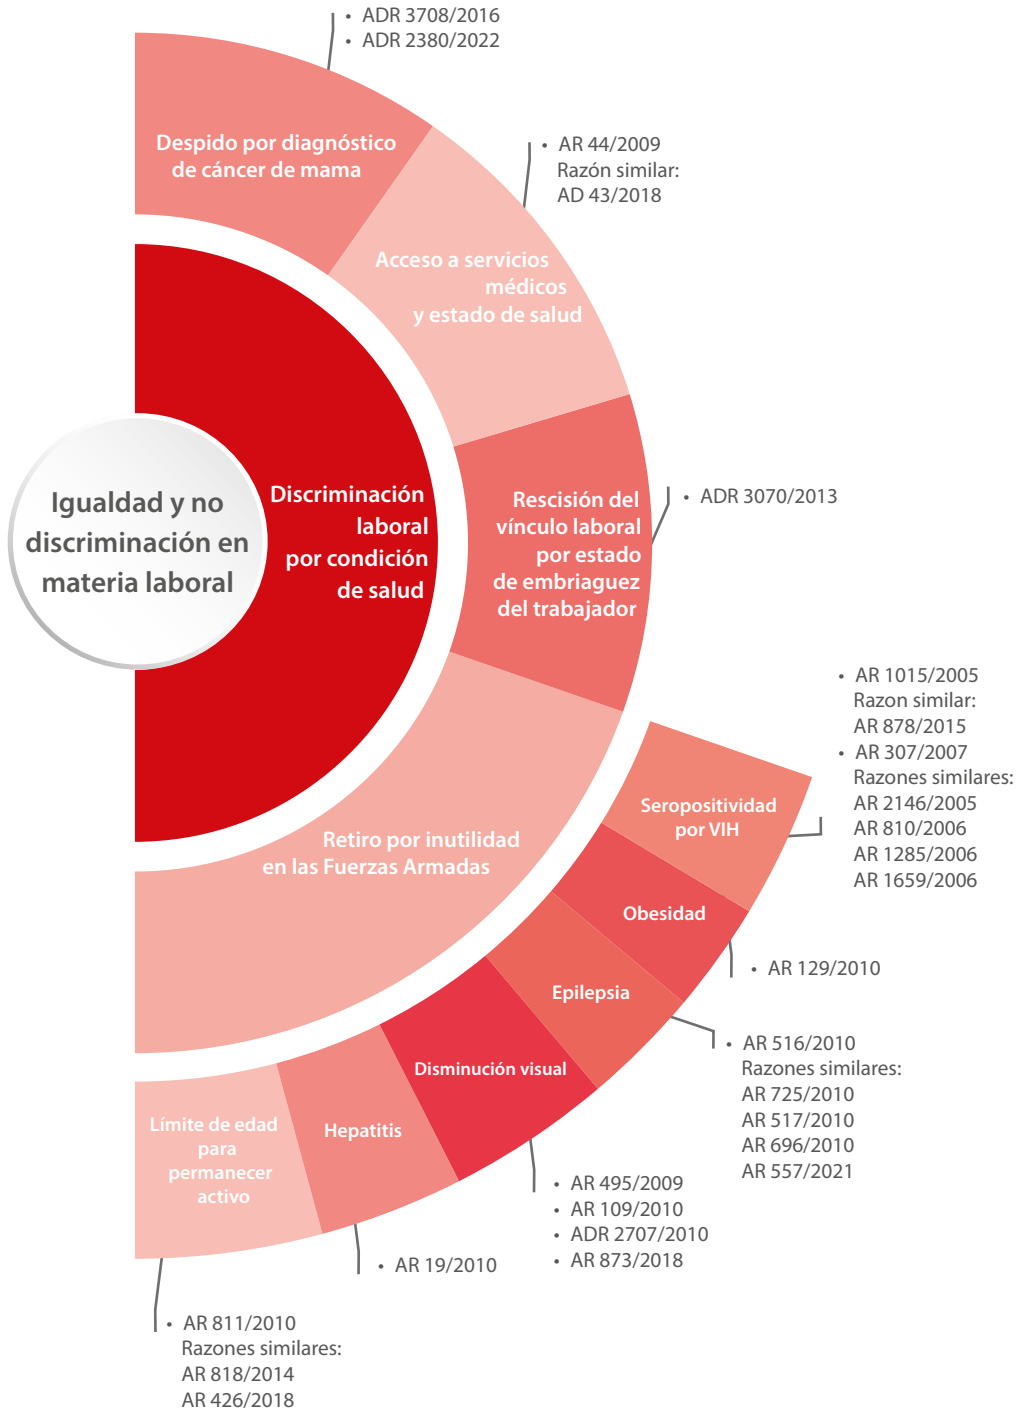 • ADR 3708/2016
• ADR 2380/2022
Despido por diagnóstico
de cáncer de mama
• AR 44/2009
Razón similar:
AD 43/2018
Acceso a servicios
médicos
y estado de salud
Igualdad y no
discriminación en
materia laboral
Discriminación
laboral
por condición
de salud
Rescisión del
vínculo laboral
por estado
de embriaguez
del trabajador
• ADR 3070/2013
Retiro por inutilidad
en las Fuerzas Armadas
• AR 1015/2005
Razon similar:
AR 878/2015
• AR 307/2007
Razones similares:
AR 2146/2005
AR 810/2006
AR 1285/2006
AR 1659/2006
Seropositividad
por VIH
Obesidad
• AR 129/2010
Epilepsia
• AR 516/2010
Razones similares:
AR 725/2010
AR 517/2010
AR 696/2010
AR 557/2021
Disminución visual
• AR 495/2009
• AR 109/2010
• ADR 2707/2010
• AR 873/2018
Hepatitis
• AR 19/2010
Límite de edad
para
permanecer
activo
• AR 811/2010
Razones similares:
AR 818/2014
AR 426/2018